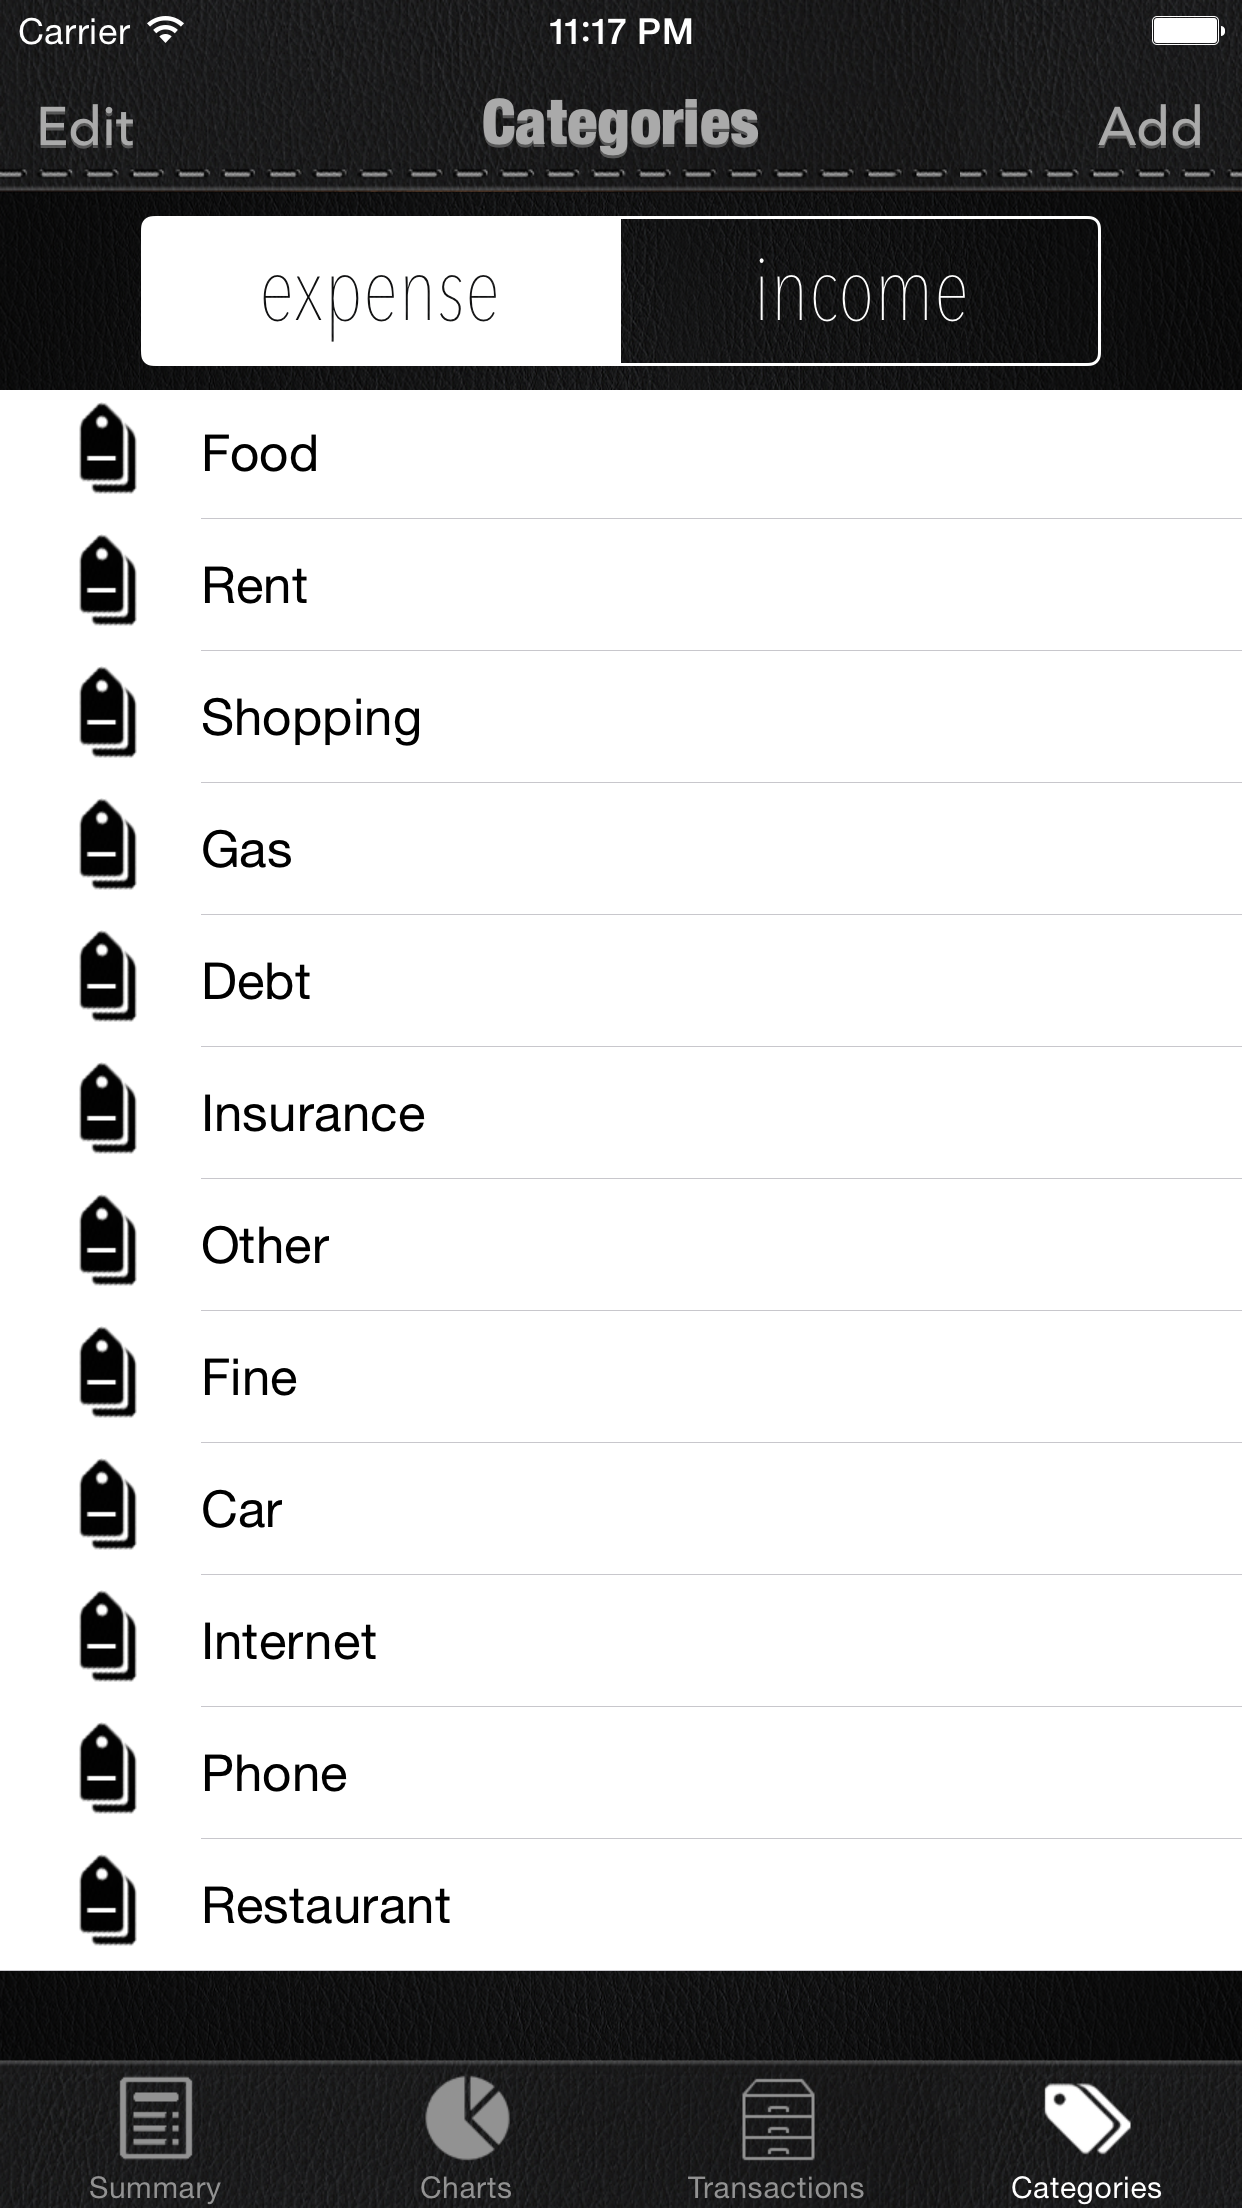 Carrier 11:17 PM
Edit Categories Add
expense income
Food
Rent
Shopping
Gas
Debt
Insurance
Other
Fine
Car
Internet
Phone
Restaurant
Summary Charts Transactions Categories